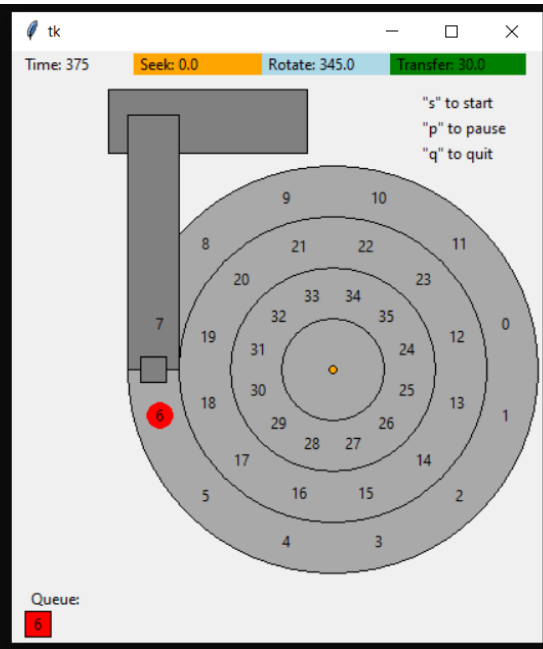 tk
Time: 375 Seek: 0.0 Rotate: 345.0 Transfer: 30.0
"s" to start
"p" to pause
"q" to quit
9 10
8 21 22 11
20 33 34 23
7 19 31 32 35 24 12 0
6 18 30 29 28 27 26 25 13 1
17 14
5 16 15 2
4 3
Queue:
6